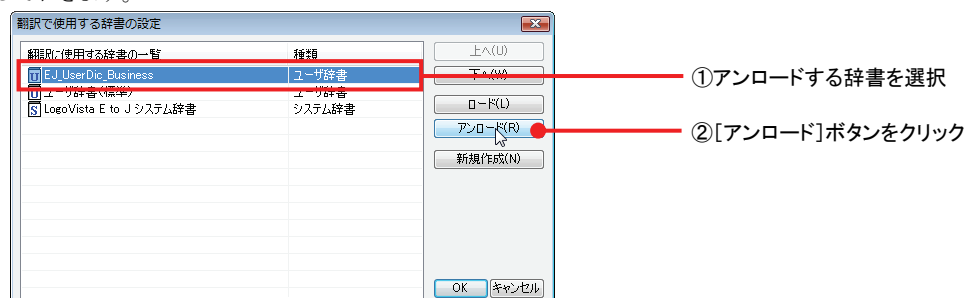 翻訳で使用する辞書の設定
翻訳に使用する辞書の一覧 種類
EJ_UserDic_Business ユーザ辞書
ユーザ辞書(標準) ユーザ辞書
LogoVista E to J システム辞書 システム辞書
上へ(U)
下へ(W)
ロード(L)
アンロード(R)
新規作成(N)
OK キャンセル
①アンロードする辞書を選択
②[アンロード]ボタンをクリック